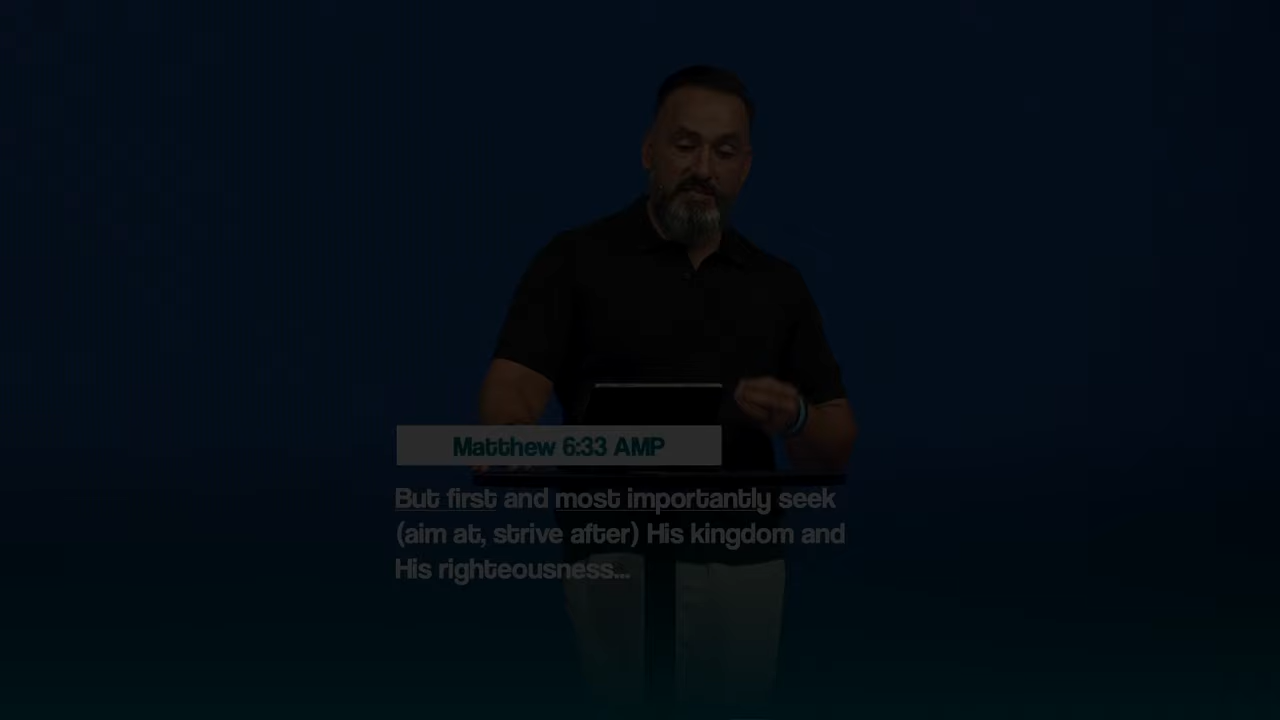 Matthew 6:33 AMP
But first and most importantly seek
(aim at, strive after) His kingdom and
His righteousness...